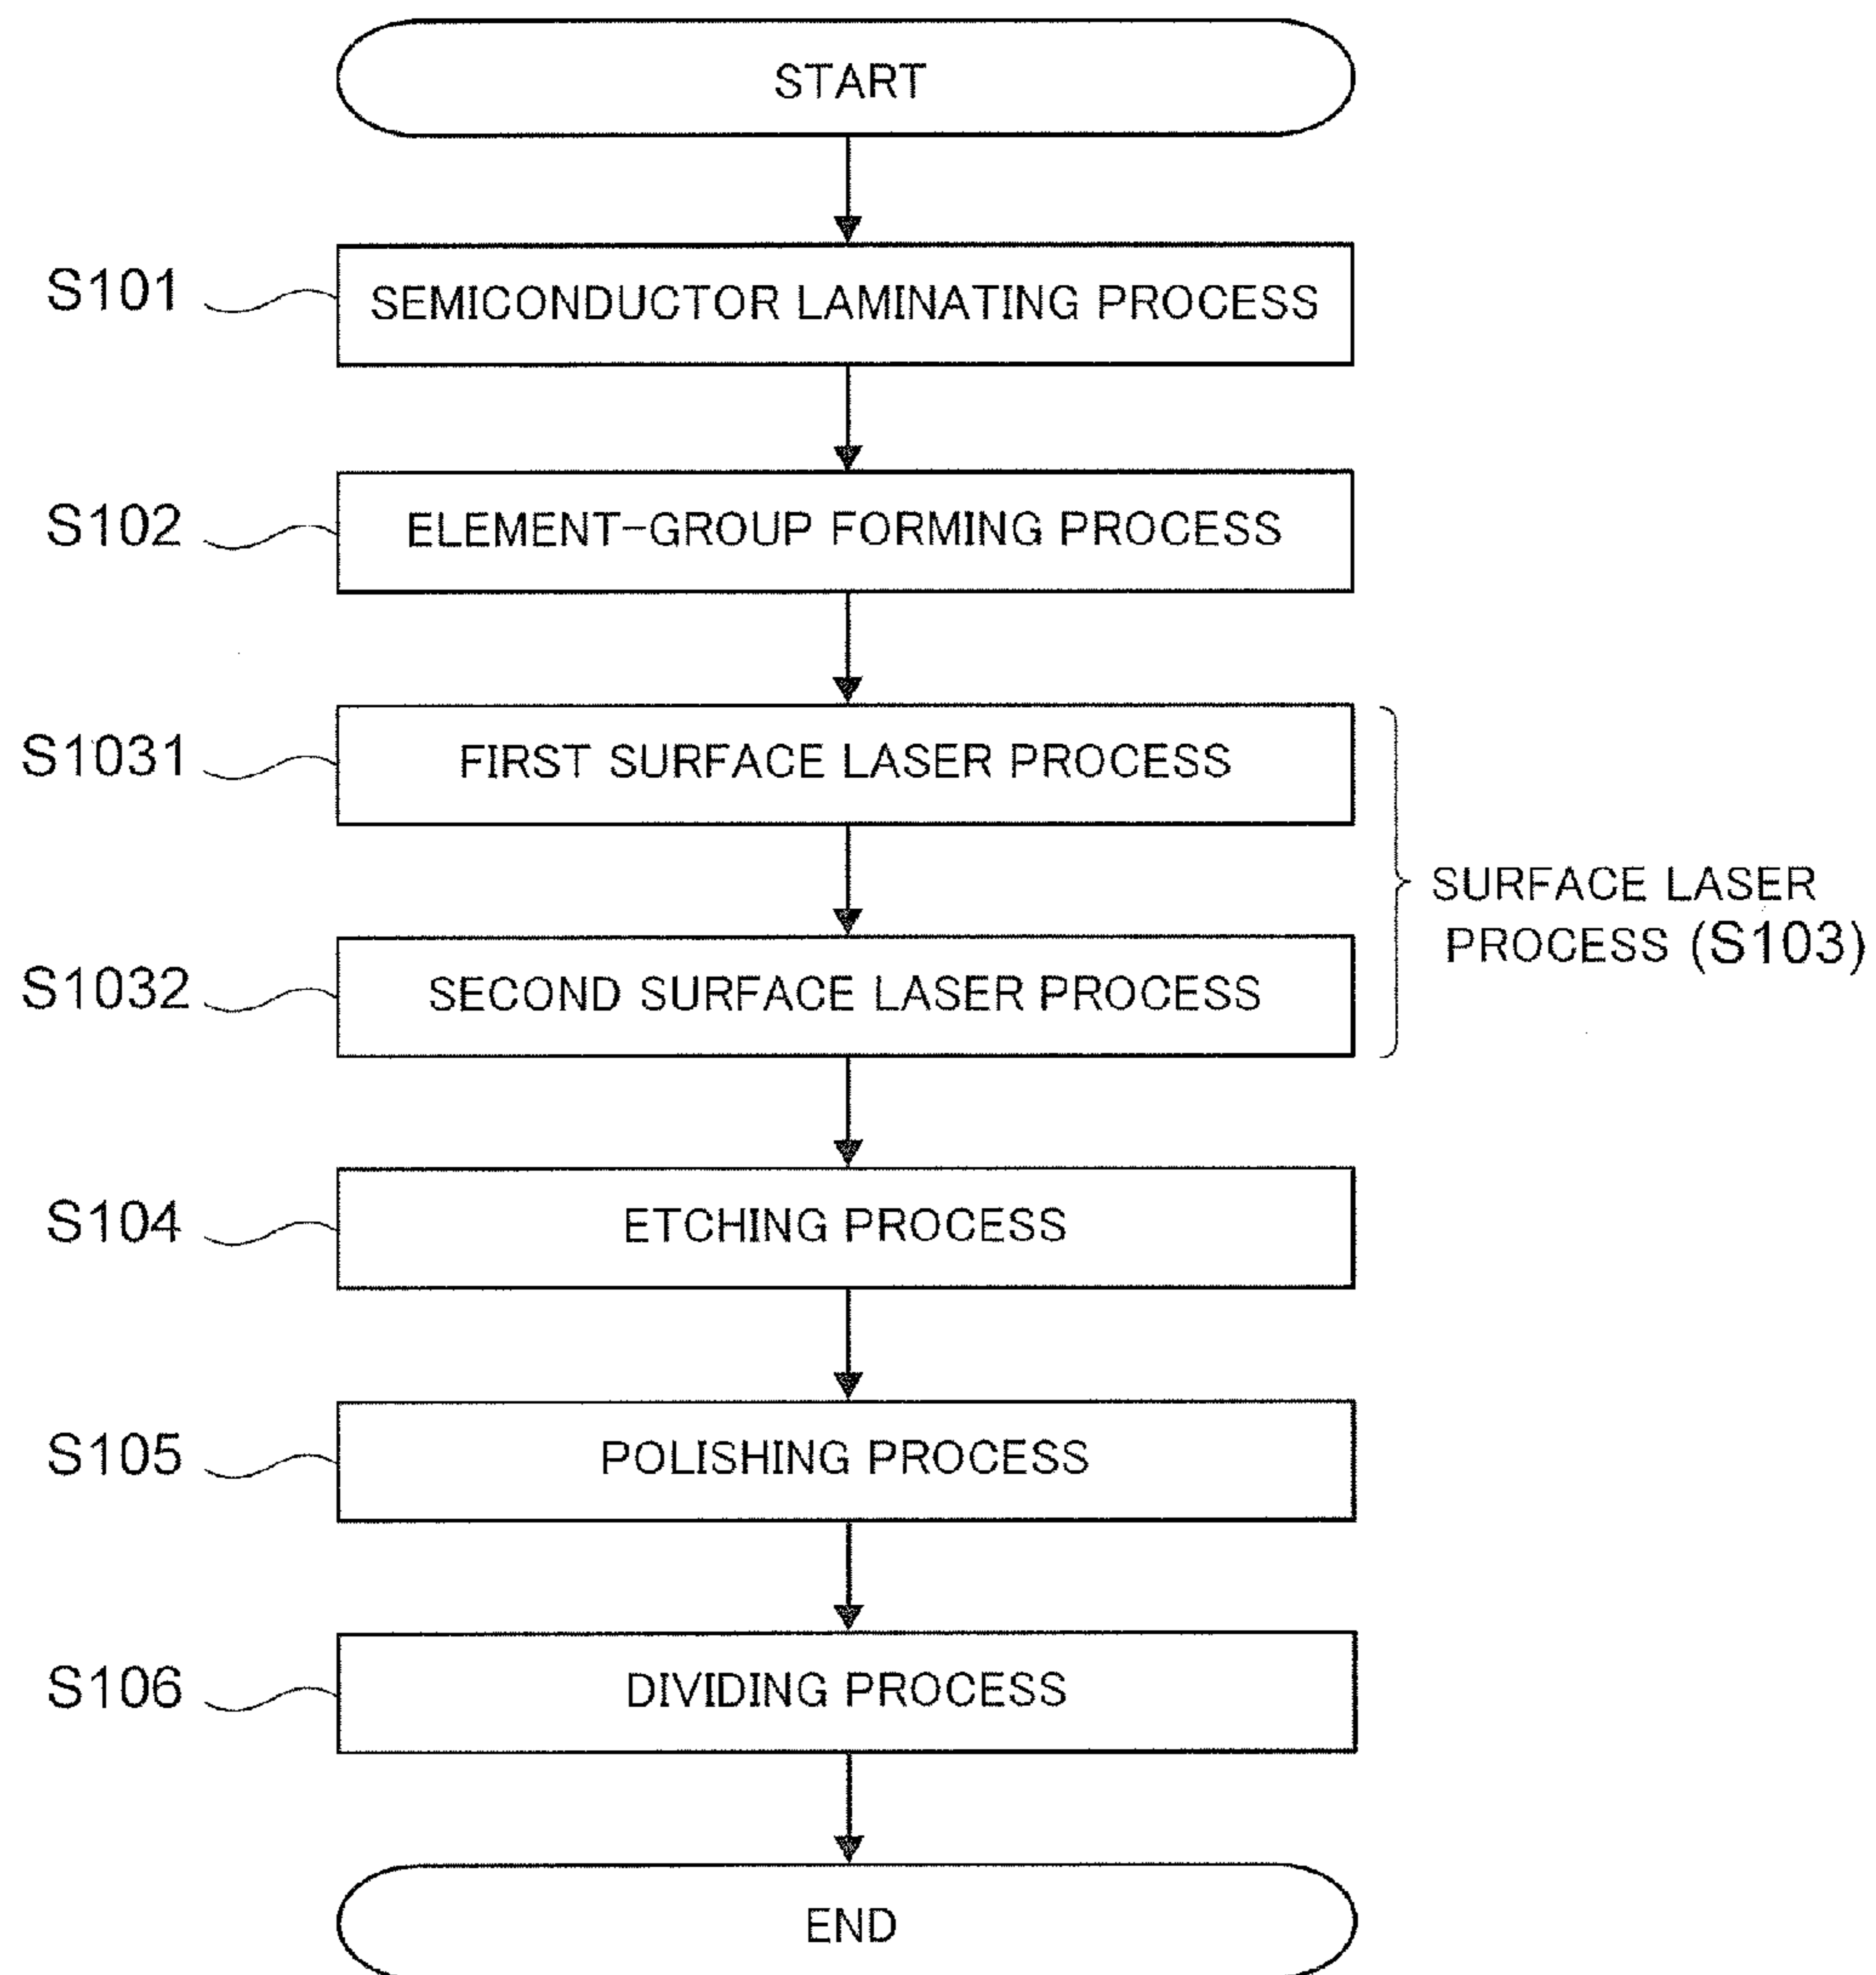 START
S101
SEMICONDUCTOR LAMINATING PROCESS
S102
ELEMENT-GROUP FORMING PROCESS
S1031
FIRST SURFACE LASER PROCESS
SURFACE LASER
PROCESS (S103)
S1032
SECOND SURFACE LASER PROCESS
S104
ETCHING PROCESS
S105
POLISHING PROCESS
S106
DIVIDING PROCESS
END